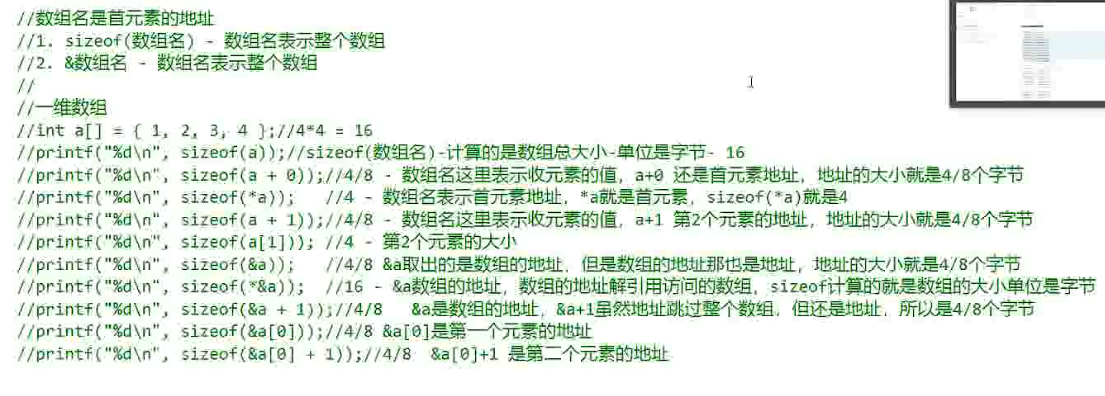 //数组名是首元素的地址
//1. sizeof(数组名) - 数组名表示整个数组
//2. &数组名 - 数组名表示整个数组
//
//一维数组
//int a[] = { 1, 2, 3, 4 };//4*4 = 16
//printf("%d\n", sizeof(a));//sizeof(数组名)-计算的是数组总大小-单位是字节- 16
//printf("%d\n", sizeof(a + 0));//4/8 - 数组名这里表示收元素的值，a+0 还是首元素地址，地址的大小就是4/8个字节
//printf("%d\n", sizeof(*a));   //4 - 数组名表示首元素地址，*a就是首元素，sizeof(*a)就是4
//printf("%d\n", sizeof(a + 1));//4/8 - 数组名这里表示收元素的值，a+1 第2个元素的地址，地址的大小就是4/8个字节
//printf("%d\n", sizeof(a[1])); //4 - 第2个元素的大小
//printf("%d\n", sizeof(&a));   //4/8 &a取出的是数组的地址，但是数组的地址那也是地址，地址的大小就是4/8个字节
//printf("%d\n", sizeof(*&a));  //16 - &a数组的地址，数组的地址解引用访问的数组，sizeof计算的就是数组的大小单位是字节
//printf("%d\n", sizeof(&a + 1));//4/8   &a是数组的地址，&a+1虽然地址跳过整个数组，但还是地址，所以是4/8个字节
//printf("%d\n", sizeof(&a[0]));//4/8 &a[0]是第一个元素的地址
//printf("%d\n", sizeof(&a[0] + 1));//4/8  &a[0]+1 是第二个元素的地址